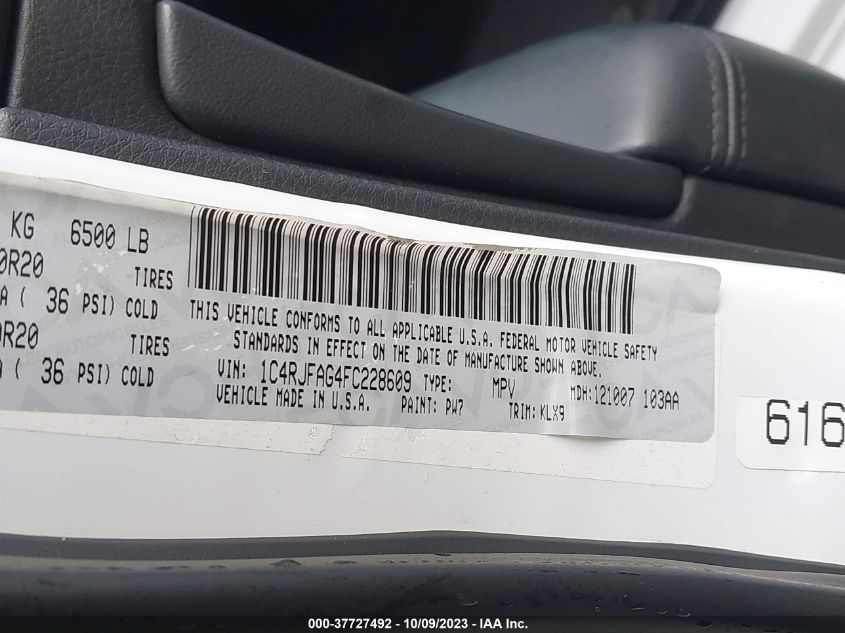 KG 6500 LB
0R20 TIRES
A ( 36 PSI) COLD
0R20 TIRES
A ( 36 PSI) COLD
THIS VEHICLE CONFORMS TO ALL APPLICABLE U.S.A. FEDERAL MOTOR VEHICLE SAFETY
STANDARDS IN EFFECT ON THE DATE OF MANUFACTURE SHOWN ABOVE.
VIN: 1C4RJFAG4FC228609 TYPE: MPV MDH:121007 103AA
VEHICLE MADE IN U.S.A. PAINT: PW7 TRIM: KLX9
616
000-37727492 - 10/09/2023 - IAA Inc.